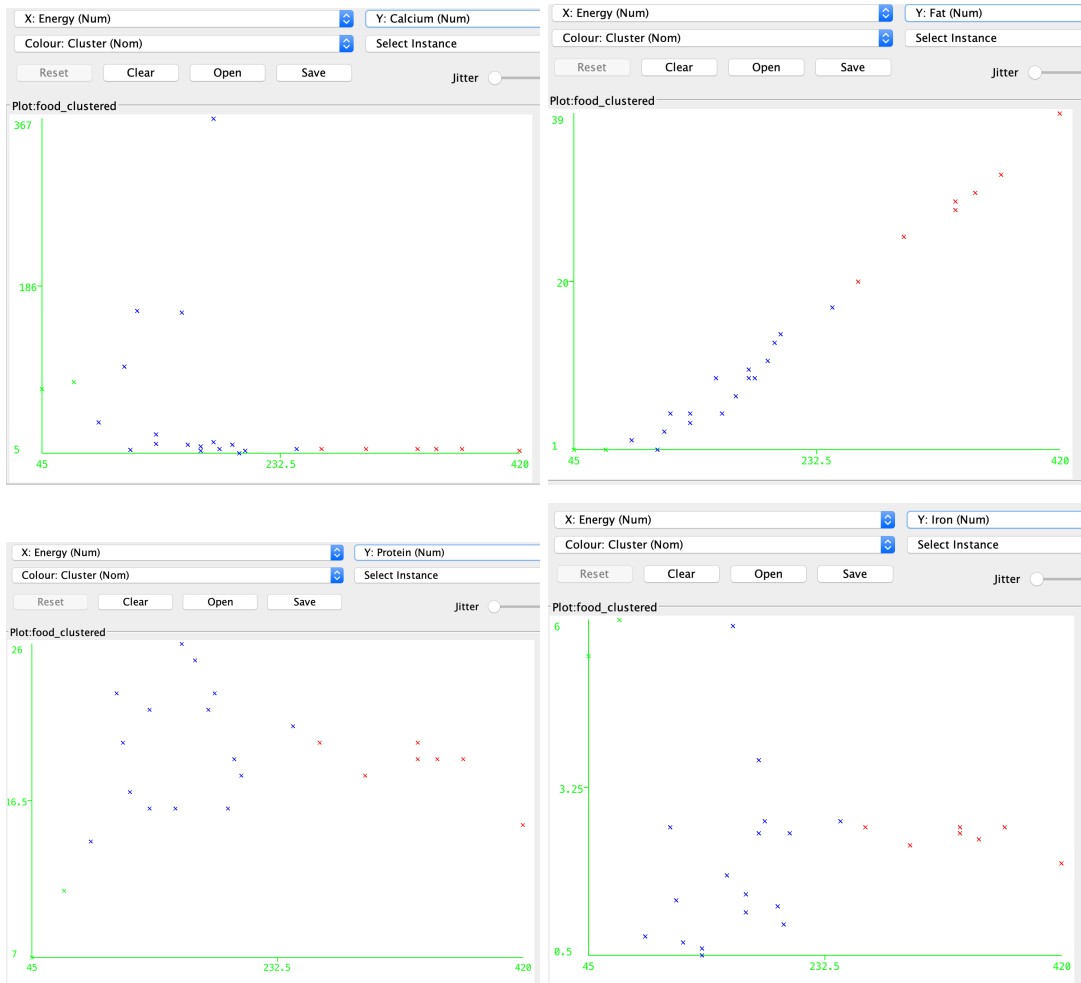 X: Energy (Num) Y: Calcium (Num)
Colour: Cluster (Nom) Select Instance
Reset Clear Open Save Jitter
Plot:food_clustered
367
186
5
45 232.5 420
X: Energy (Num) Y: Fat (Num)
Colour: Cluster (Nom) Select Instance
Reset Clear Open Save Jitter
Plot:food_clustered
39
20
1
45 232.5 420
X: Energy (Num) Y: Protein (Num)
Colour: Cluster (Nom) Select Instance
Reset Clear Open Save Jitter
Plot:food_clustered
26
16.5
7
45 232.5 420
X: Energy (Num) Y: Iron (Num)
Colour: Cluster (Nom) Select Instance
Reset Clear Open Save Jitter
Plot:food_clustered
6
3.25
0.5
45 232.5 420